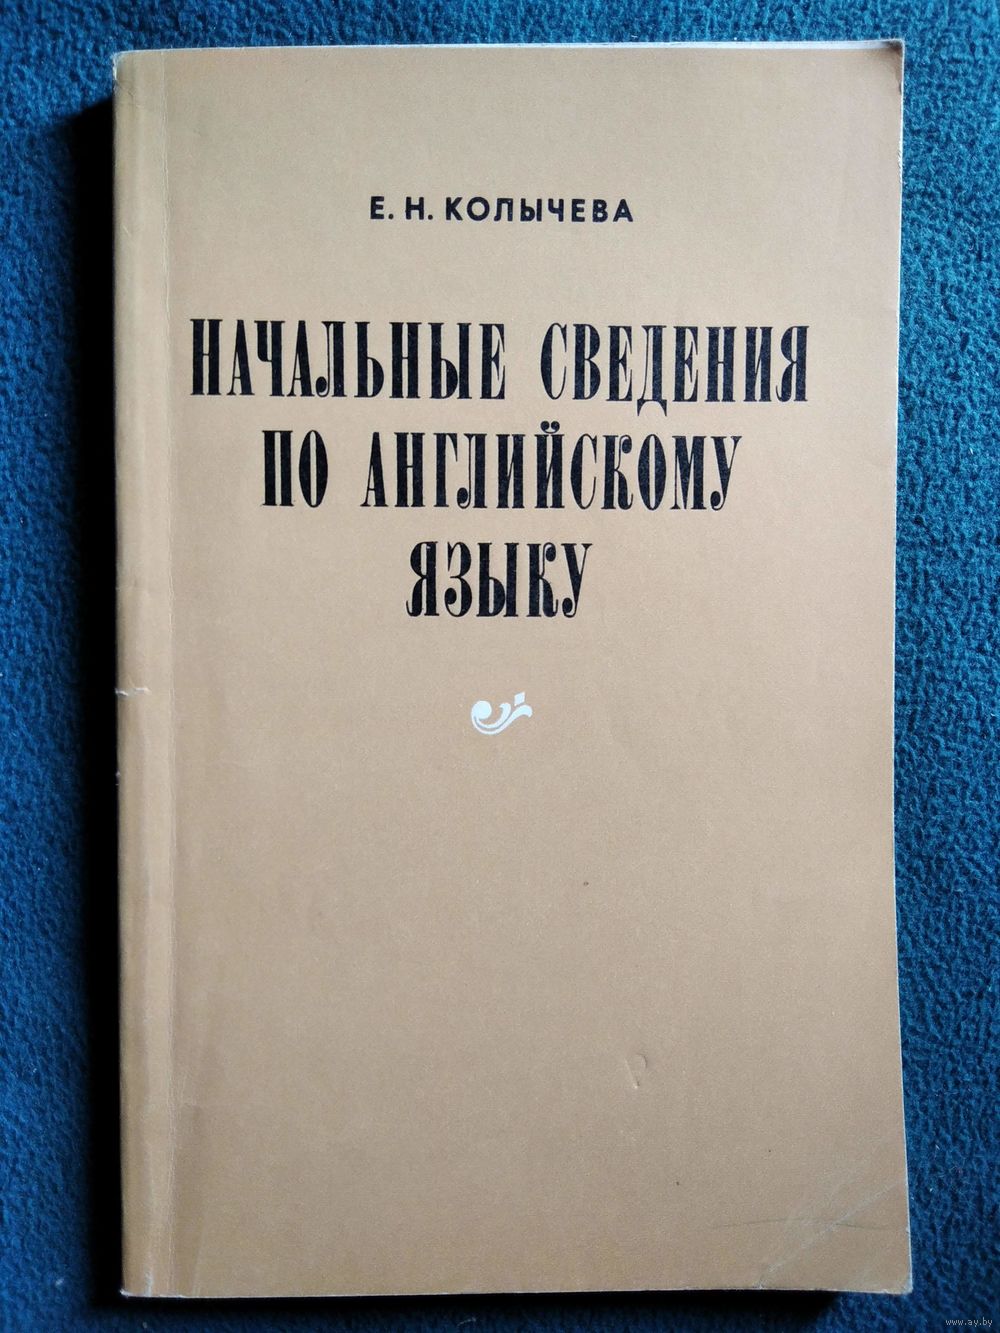 Е. Н. КОЛЫЧЕВА
НАЧАЛЬНЫЕ СВЕДЕНИЯ
ПО АНГЛИЙСКОМУ
ЯЗЫКУ
www.ay.by